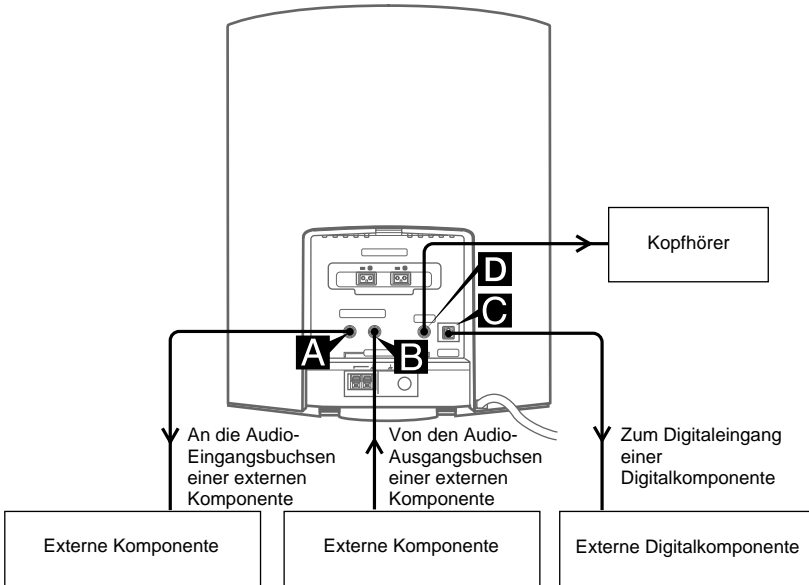 Kopfhörer
D
C
A
B
An die Audio-
Eingangsbuchsen
einer externen
Komponente
Von den Audio-
Ausgangsbuchsen
einer externen
Komponente
Zum Digitaleingang
einer
Digitalkomponente
Externe Komponente
Externe Komponente
Externe Digitalkomponente